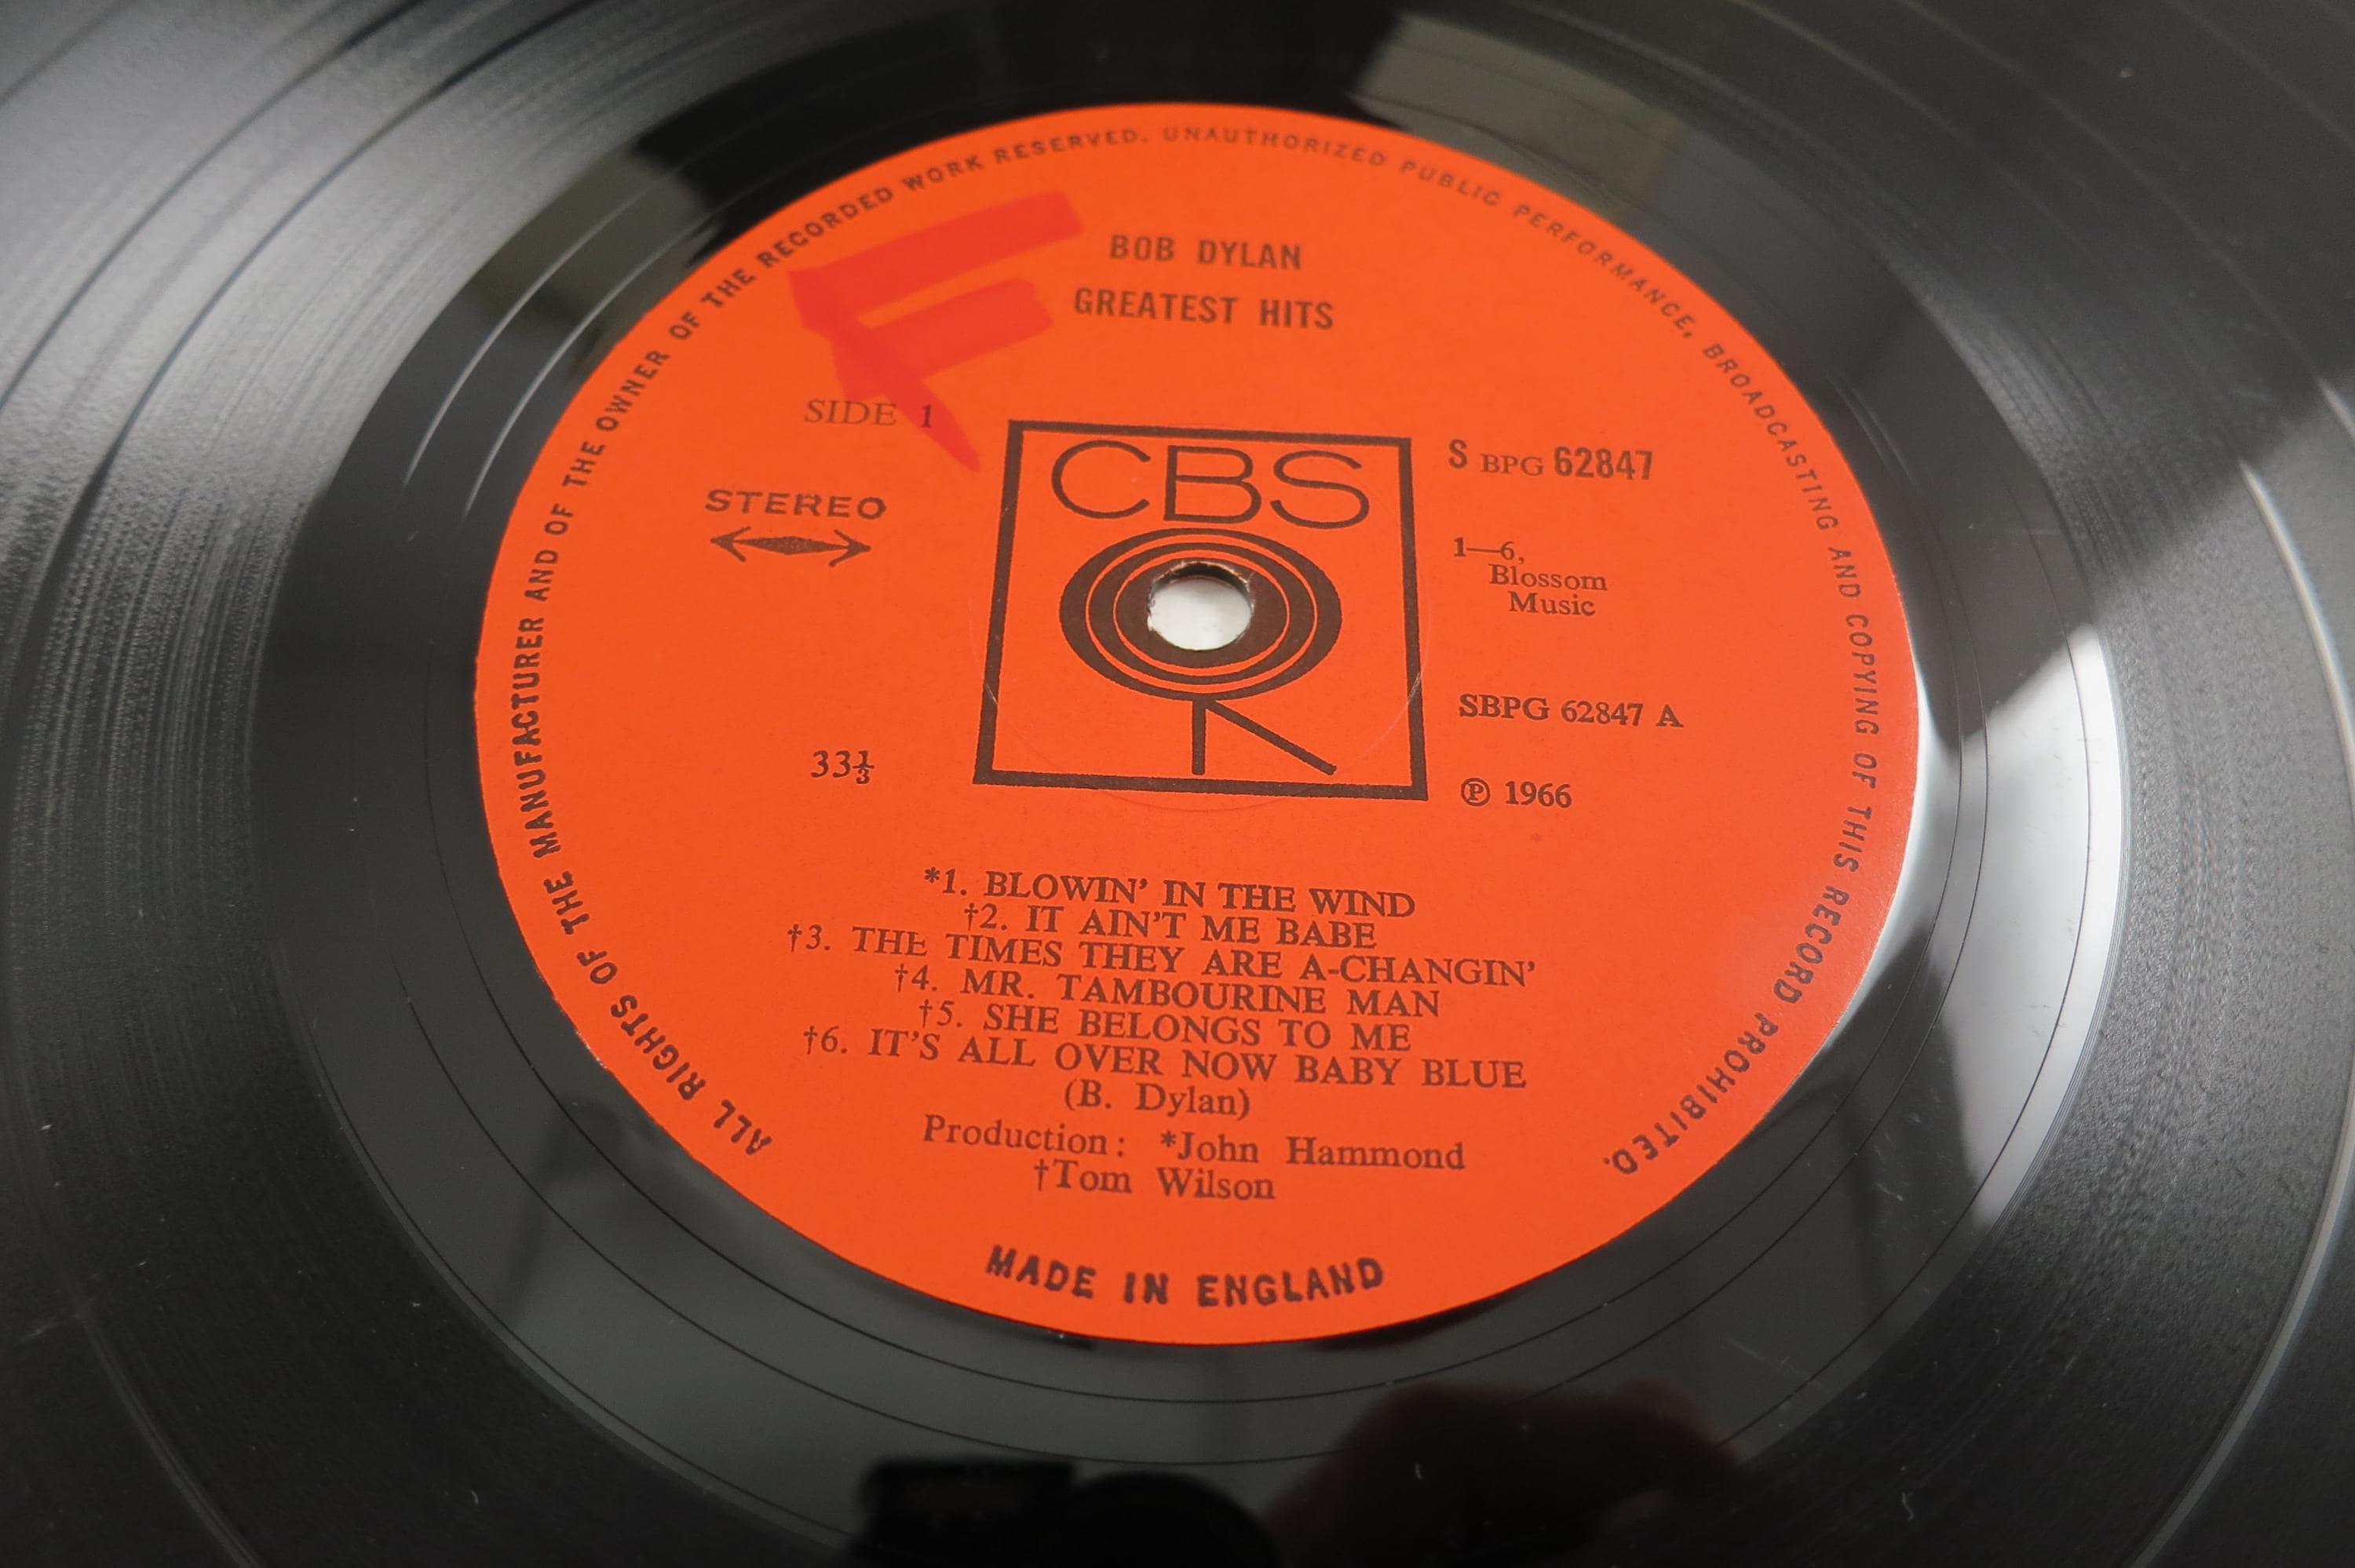 ALL RIGHTS OF THE MANUFACTURER AND OF THE OWNER OF THE RECORDED WORK RESERVED. UNAUTHORIZED PUBLIC PERFORMANCE, BROADCASTING AND COPYING OF THIS RECORD PROHIBITED.
F
BOB DYLAN
GREATEST HITS
SIDE 1
STEREO
33⅓
CBS
S BPG 62847
1—6,
Blossom
Music
SBPG 62847 A
℗ 1966
*1. BLOWIN' IN THE WIND
†2. IT AIN'T ME BABE
†3. THE TIMES THEY ARE A-CHANGIN'
†4. MR. TAMBOURINE MAN
†5. SHE BELONGS TO ME
†6. IT'S ALL OVER NOW BABY BLUE
(B. Dylan)
Production: *John Hammond
†Tom Wilson
MADE IN ENGLAND